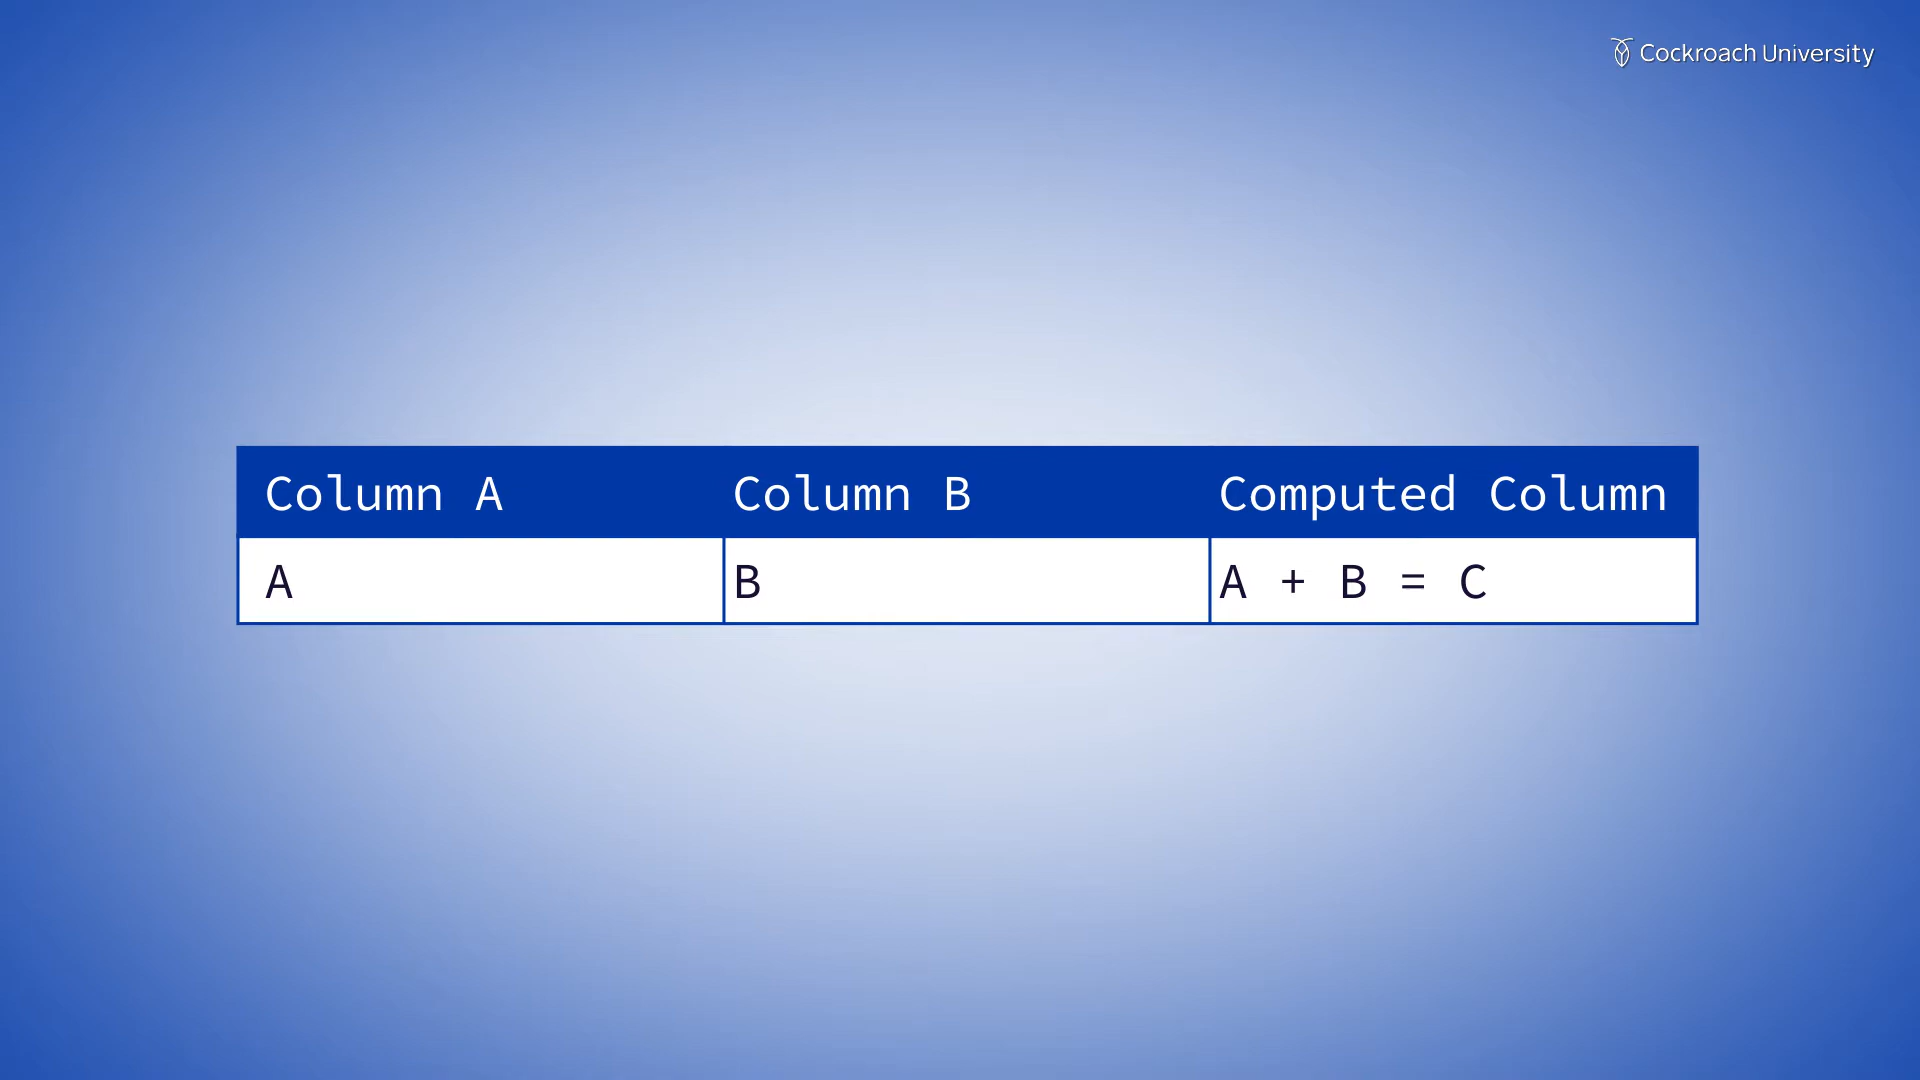 Cockroach University
Column A Column B Computed Column
A B A + B = C